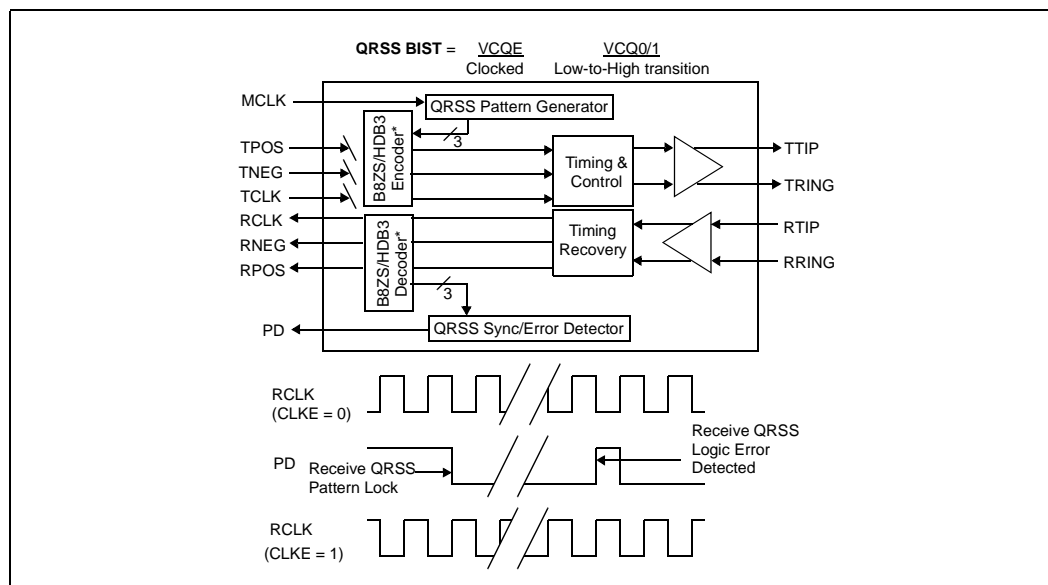 QRSS BIST = VCQE VCQ0/1
Clocked Low-to-High transition
MCLK
QRSS Pattern Generator
3
B8ZS/HDB3
Encoder*
TPOS
TNEG
TCLK
Timing &
Control
TTIP
TRING
RCLK
RNEG
RPOS
B8ZS/HDB3
Decoder*
Timing
Recovery
RTIP
RRING
3
PD
QRSS Sync/Error Detector
RCLK
(CLKE = 0)
PD
Receive QRSS
Pattern Lock
Receive QRSS
Logic Error
Detected
RCLK
(CLKE = 1)